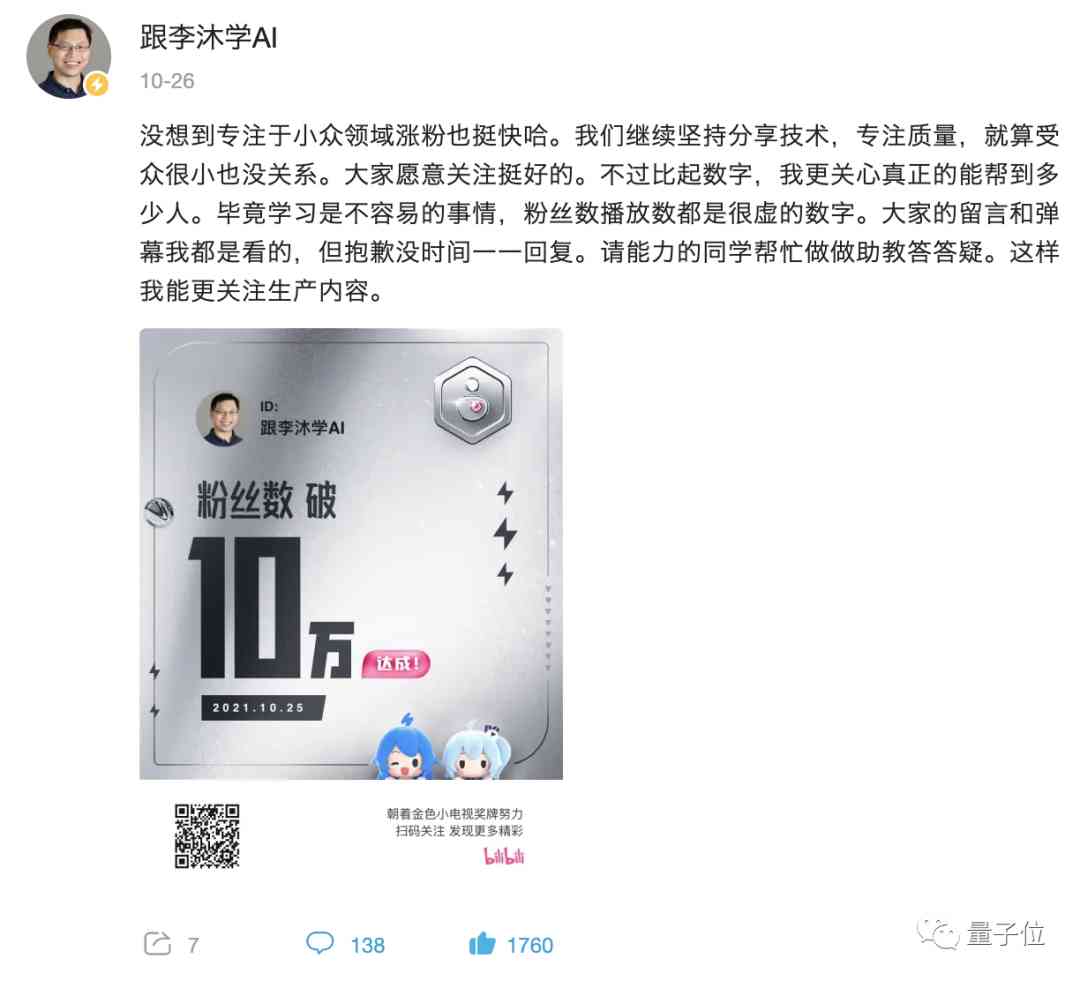 跟李沐学AI
10-26
没想到专注于小众领域涨粉也挺快哈。我们继续坚持分享技术，专注质量，就算受
众很小也没关系。大家愿意关注挺好的。不过比起数字，我更关心真正的能帮到多
少人。毕竟学习是不容易的事情，粉丝数播放数都是很虚的数字。大家的留言和弹
幕我都是看的，但抱歉没时间一一回复。请能力的同学帮忙做做助教答答疑。这样
我能更关注生产内容。
ID:
跟李沐学AI
粉丝数 破
10万
达成！
2021.10.25
朝着金色小电视奖牌努力
扫码关注 发现更多精彩
bilibili
7
138
1760
量子位